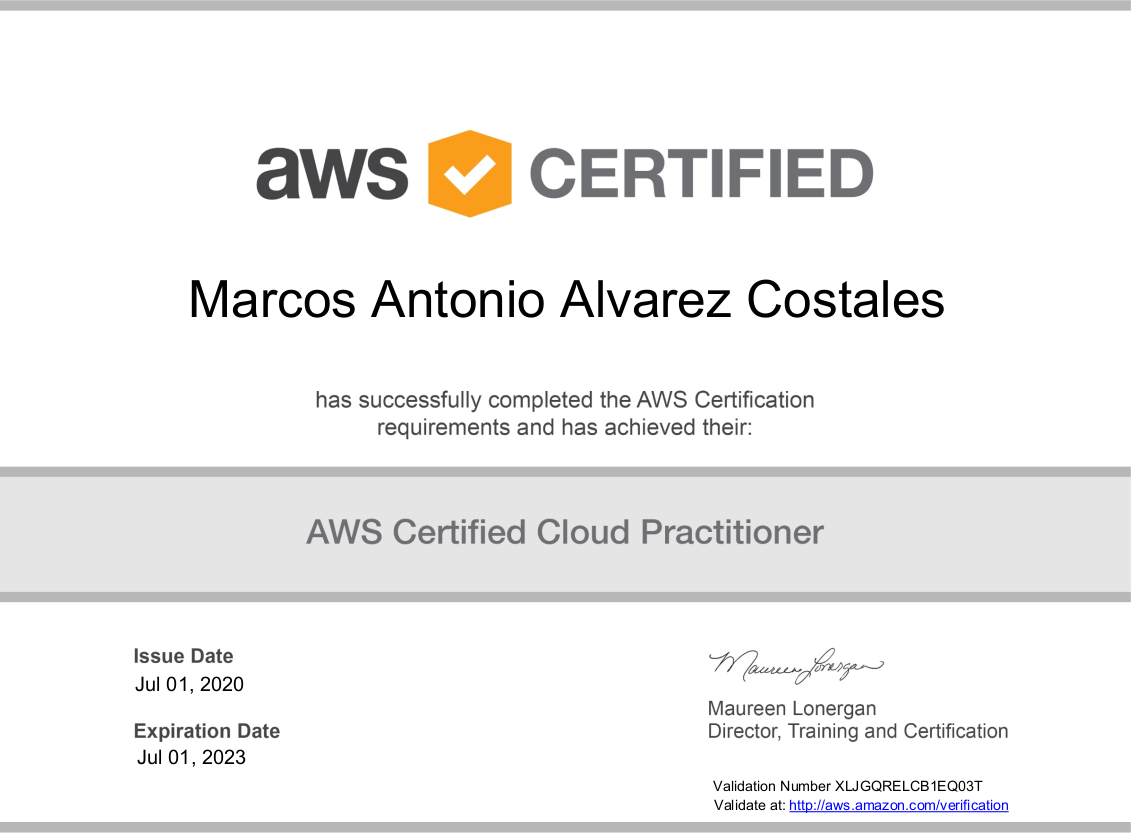 aws CERTIFIED
Marcos Antonio Alvarez Costales
has successfully completed the AWS Certification
requirements and has achieved their:
AWS Certified Cloud Practitioner
Issue Date
Jul 01, 2020
Expiration Date
Jul 01, 2023
Maureen Lonergan
Maureen Lonergan
Director, Training and Certification
Validation Number XLJGQRELCB1EQ03T
Validate at: http://aws.amazon.com/verification